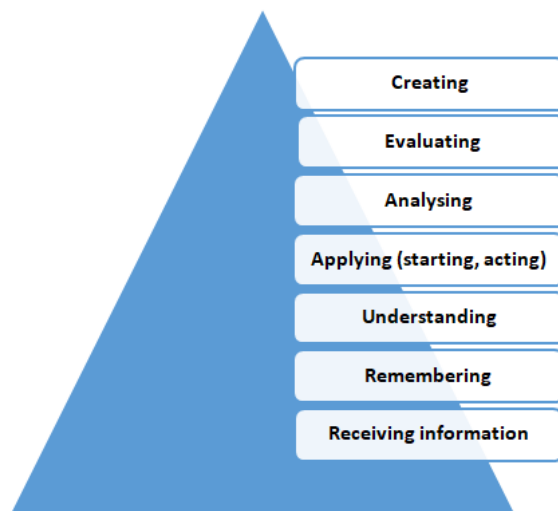 Creating
Evaluating
Analysing
Applying (starting, acting)
Understanding
Remembering
Receiving information